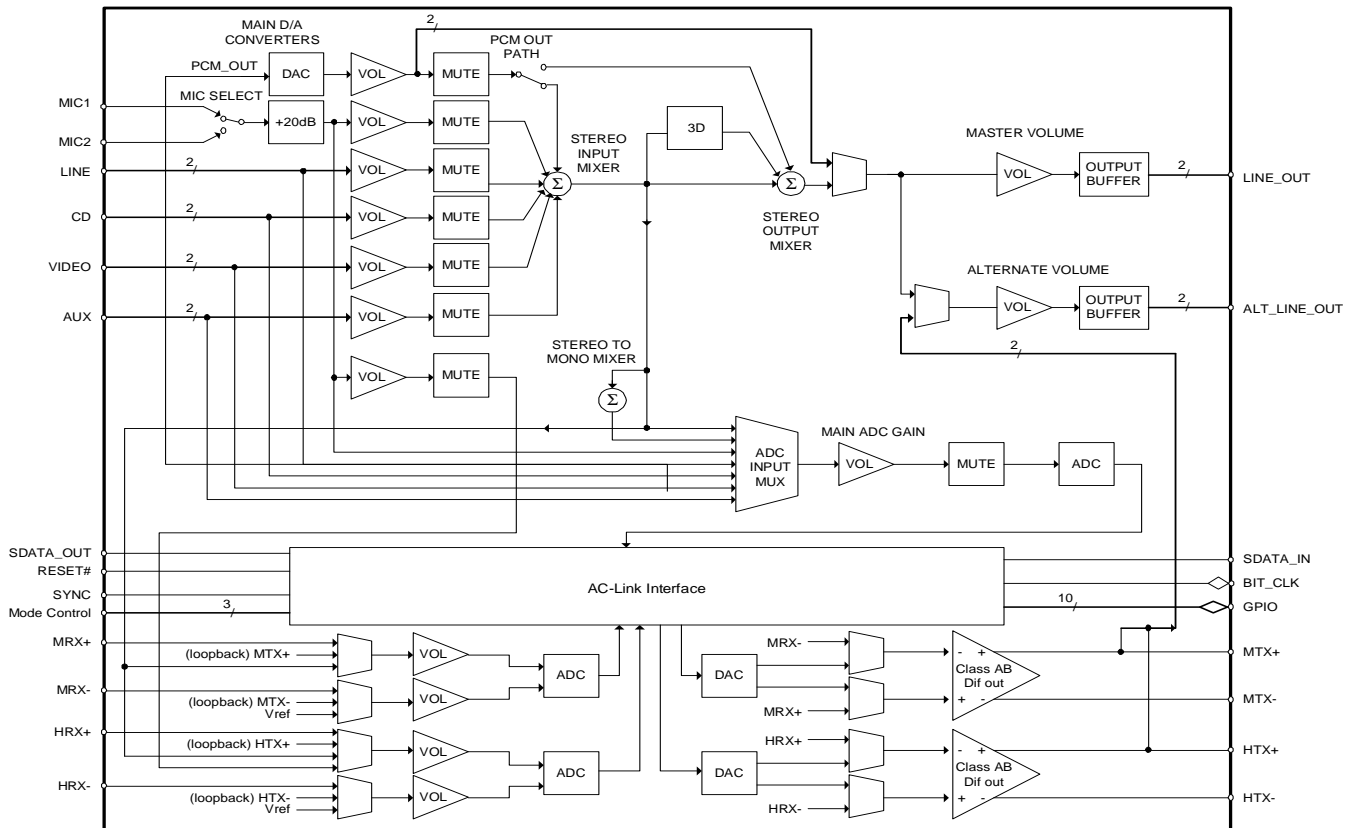 MAIN D/A
CONVERTERS
2
PCM OUT
PATH
PCM_OUT
DAC
VOL
MUTE
MIC1
MIC SELECT
+20dB
VOL
MUTE
MIC2
STEREO
INPUT
MIXER
3D
MASTER VOLUME
LINE
2
VOL
MUTE
Σ
Σ
VOL
OUTPUT
BUFFER
2
LINE_OUT
CD
2
VOL
MUTE
STEREO
OUTPUT
MIXER
VIDEO
2
VOL
MUTE
ALTERNATE VOLUME
AUX
2
VOL
MUTE
VOL
OUTPUT
BUFFER
2
ALT_LINE_OUT
STEREO TO
MONO MIXER
2
VOL
MUTE
Σ
MAIN ADC GAIN
ADC
INPUT
MUX
VOL
MUTE
ADC
SDATA_OUT
RESET#
SYNC
Mode Control
3
AC-Link Interface
10
SDATA_IN
BIT_CLK
GPIO
MRX+
(loopback) MTX+
VOL
ADC
MRX-
(loopback) MTX-
Vref
VOL
MRX-
DAC
MRX+
- +
Class AB
Dif out
+ -
MTX+
MTX-
HRX+
(loopback) HTX+
VOL
ADC
HRX-
(loopback) HTX-
Vref
VOL
HRX+
DAC
HRX-
- +
Class AB
Dif out
+ -
HTX+
HTX-